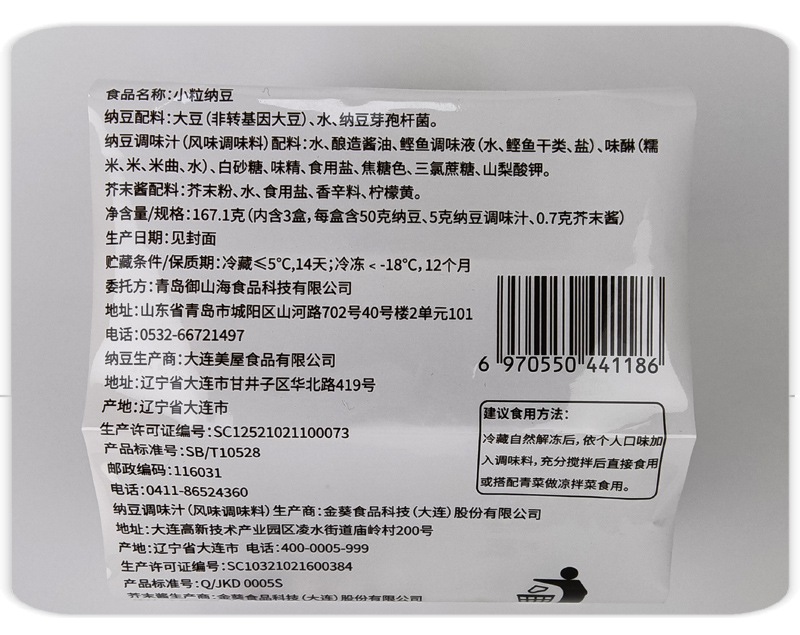 食品名称:小粒纳豆
纳豆配料:大豆(非转基因大豆)、水、纳豆芽孢杆菌。
纳豆调味汁(风味调味料)配料:水、酿造酱油、鲣鱼调味液(水、鲣鱼干类、盐)、味醂(糯
米、米、米曲、水)、白砂糖、味精、食用盐、焦糖色、三氯蔗糖、山梨酸钾。
芥末酱配料:芥末粉、水、食用盐、香辛料、柠檬黄。
净含量/规格:167.1克(内含3盒,每盒含50克纳豆、5克纳豆调味汁、0.7克芥末酱)
生产日期:见封面
贮藏条件/保质期:冷藏≤5℃,14天;冷冻<-18℃,12个月
委托方:青岛御山海食品科技有限公司
地址:山东省青岛市城阳区山河路702号40号楼2单元101
电话:0532-66721497
纳豆生产商:大连美屋食品有限公司
地址:辽宁省大连市甘井子区华北路419号
产地:辽宁省大连市
生产许可证编号:SC12521021100073
产品标准号:SB/T10528
邮政编码:116031
电话:0411-86524360
纳豆调味汁(风味调味料)生产商:金葵食品科技(大连)股份有限公司
地址:大连高新技术产业园区凌水街道庙岭村200号
产地:辽宁省大连市 电话:400-0005-999
生产许可证编号:SC10321021600384
产品标准号:Q/JKD 0005S
芥末酱生产商:金葵食品科技(大连)股份有限公司
6 970550 441186
建议食用方法:
冷藏自然解冻后,依个人口味加
入调味料,充分搅拌后直接食用
或搭配青菜做凉拌菜食用。